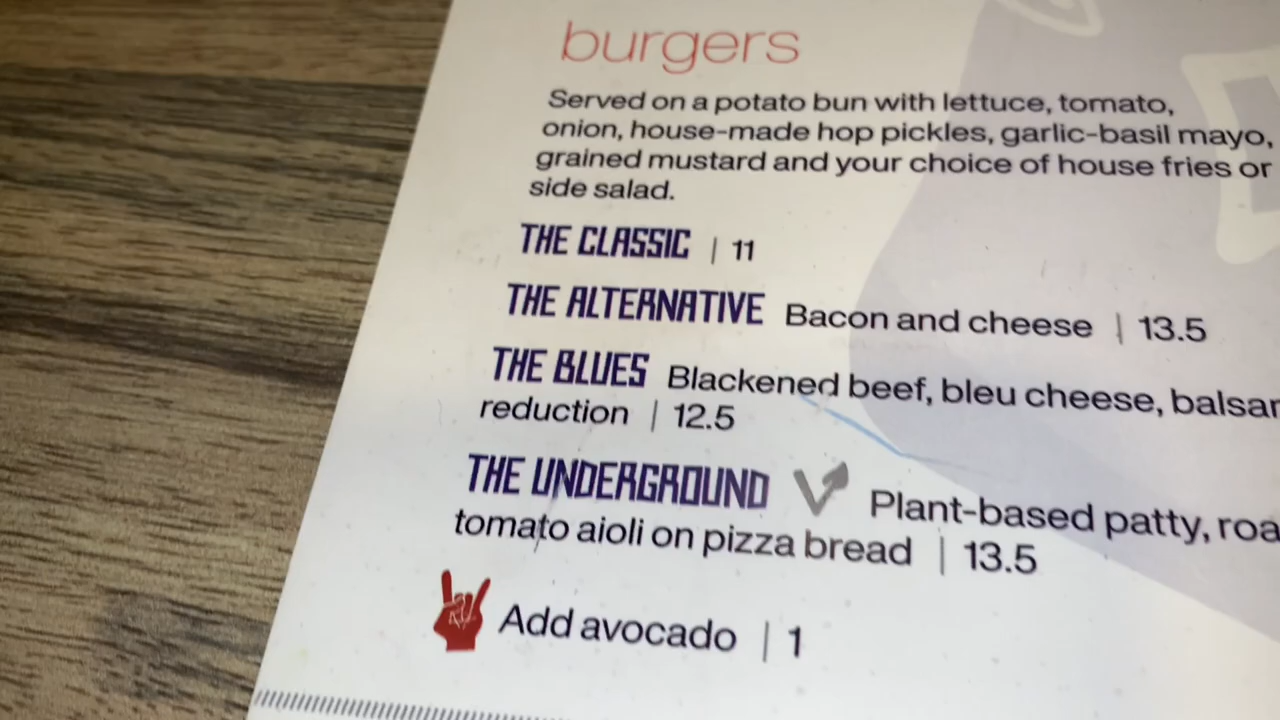 burgers
Served on a potato bun with lettuce, tomato,
onion, house-made hop pickles, garlic-basil mayo,
grained mustard and your choice of house fries or
side salad.
THE CLASSIC | 11
THE ALTERNATIVE Bacon and cheese | 13.5
THE BLUES Blackened beef, bleu cheese,
reduction | 12.5
THE UNDERGROUND Plant-based patty,
tomato aioli on pizza bread | 13.5
Add avocado | 1